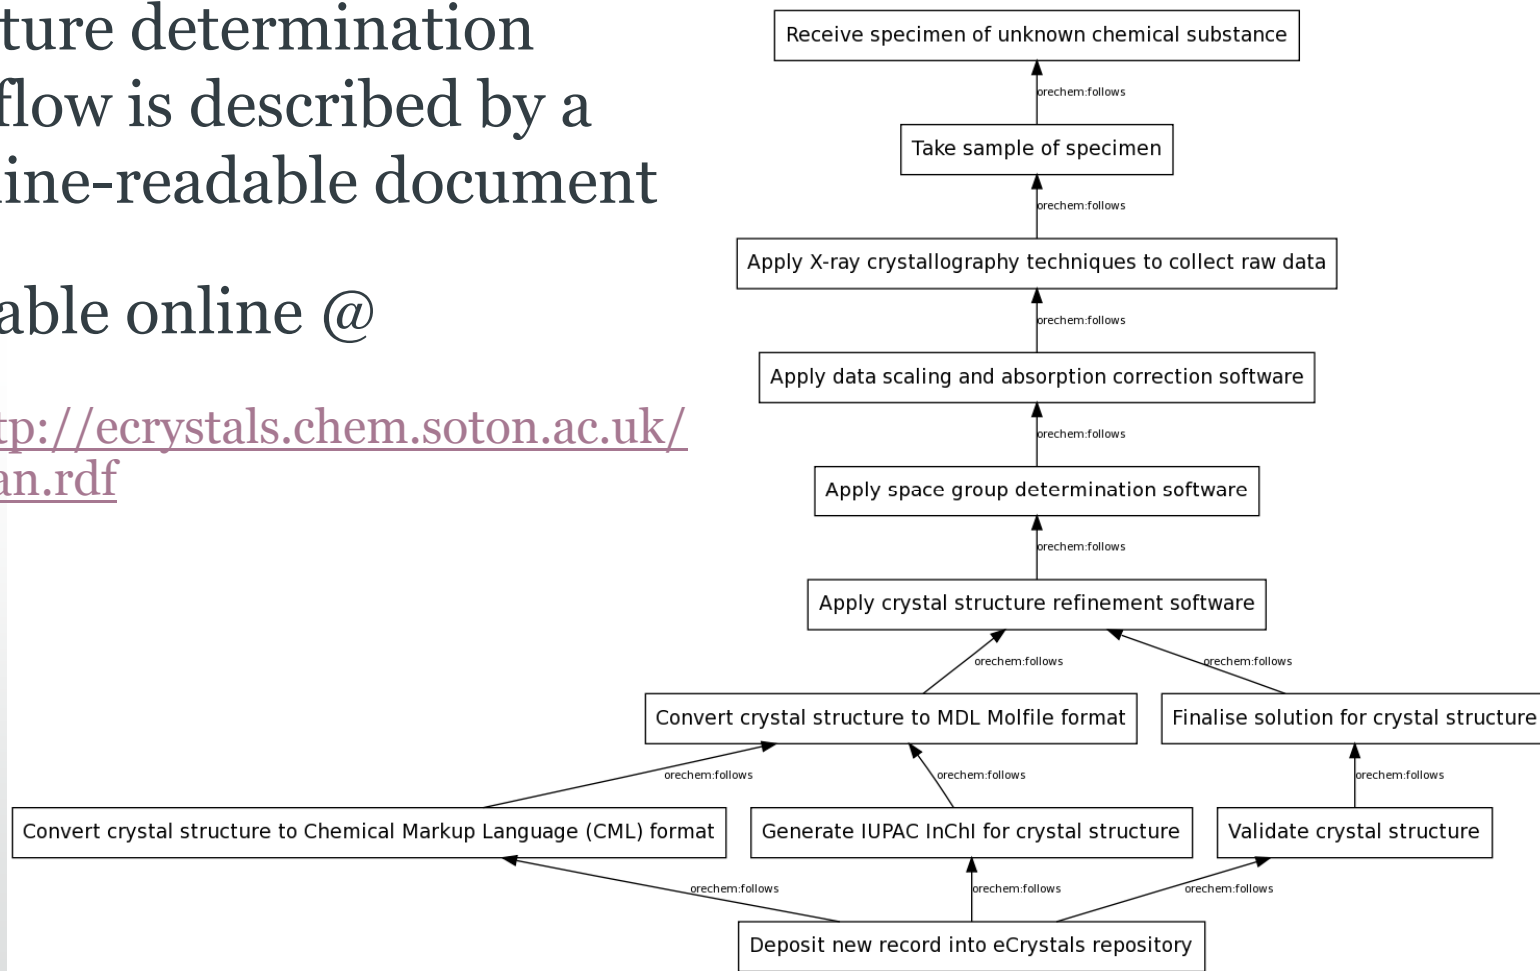 ture determination
flow is described by a
ine-readable document
able online @
tp://ecrystals.chem.soton.ac.uk/
an.rdf
Receive specimen of unknown chemical substance
orechem:follows
Take sample of specimen
orechem:follows
Apply X-ray crystallography techniques to collect raw data
orechem:follows
Apply data scaling and absorption correction software
orechem:follows
Apply space group determination software
orechem:follows
Apply crystal structure refinement software
orechem:follows orechem:follows
Convert crystal structure to MDL Molfile format Finalise solution for crystal structure
orechem:follows orechem:follows orechem:follows
Convert crystal structure to Chemical Markup Language (CML) format Generate IUPAC InChI for crystal structure Validate crystal structure
orechem:follows orechem:follows orechem:follows
Deposit new record into eCrystals repository